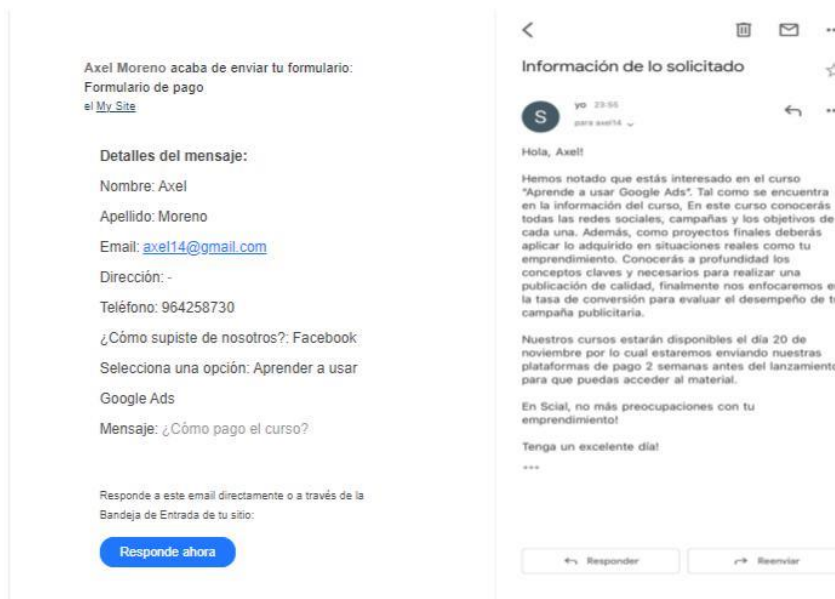 Axel Moreno acaba de enviar tu formulario:
Formulario de pago
el My Site
Detalles del mensaje:
Nombre: Axel
Apellido: Moreno
Email: axel14@gmail.com
Dirección: -
Teléfono: 964258730
¿Cómo supiste de nosotros?: Facebook
Selecciona una opción: Aprender a usar
Google Ads
Mensaje: ¿Cómo pago el curso?
Responde a este email directamente o a través de la
Bandeja de Entrada de tu sitio:
Responde ahora
Información de lo solicitado
S
yo 23:56
para axel14
Hola, Axel!
Hemos notado que estás interesado en el curso
"Aprende a usar Google Ads". Tal como se encuentra
en la información del curso, En este curso conocerás
todas las redes sociales, campañas y los objetivos de
cada una. Además, como proyectos finales deberás
aplicar lo adquirido en situaciones reales como tu
emprendimiento. Conocerás a profundidad los
conceptos claves y necesarios para realizar una
publicación de calidad, finalmente nos enfocaremos e
la tasa de conversión para evaluar el desempeño de t
campaña publicitaria.
Nuestros cursos estarán disponibles el día 20 de
noviembre por lo cual estaremos enviando nuestras
plataformas de pago 2 semanas antes del lanzamiento
para que puedas acceder al material.
En Scial, no más preocupaciones con tu
emprendimiento!
Tenga un excelente día!
Responder
Reenviar